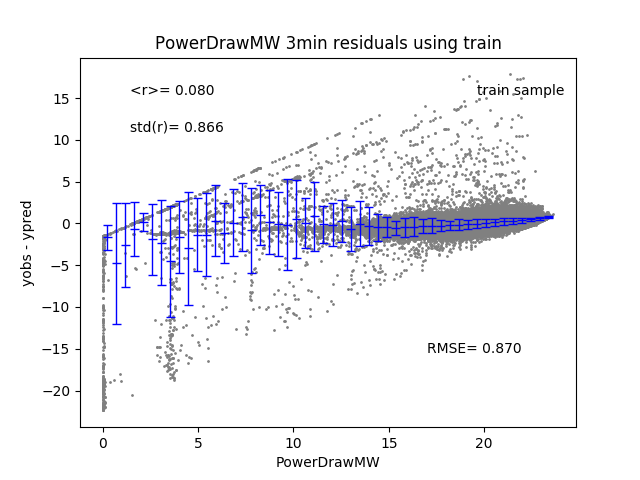 PowerDrawMW 3min residuals using train
<r>= 0.080
train sample
std(r)= 0.866
RMSE= 0.870
yobs - ypred
15
10
5
0
−5
−10
−15
−20
0
5
10
15
20
PowerDrawMW